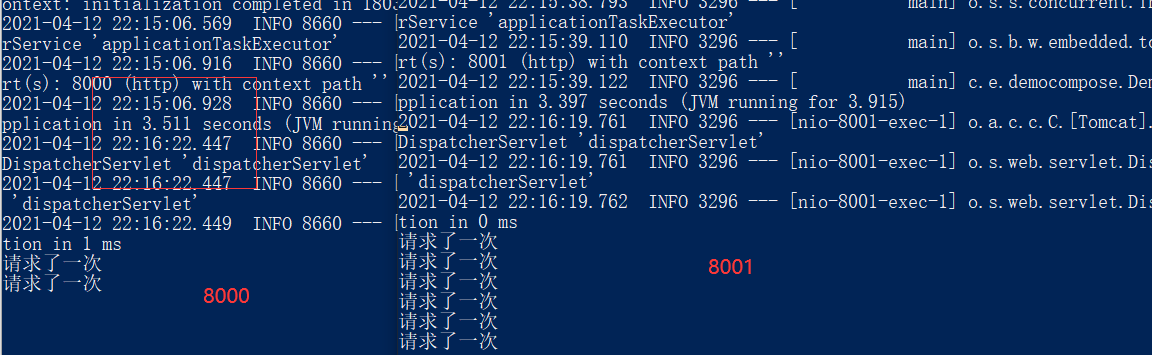 ontext: initialization completed in 180
2021-04-12 22:15:06.569  INFO 8660 --- [
rService 'applicationTaskExecutor'
2021-04-12 22:15:06.916  INFO 8660 --- [
rt(s): 8000 (http) with context path ''
2021-04-12 22:15:06.928  INFO 8660 --- [
pplication in 3.511 seconds (JVM running
2021-04-12 22:16:22.447  INFO 8660 --- [
DispatcherServlet 'dispatcherServlet'
2021-04-12 22:16:22.447  INFO 8660 --- [
'dispatcherServlet'
2021-04-12 22:16:22.449  INFO 8660 --- [
tion in 1 ms
请求了一次
请求了一次
8000
2021-04-12 22:15:38.793  INFO 3296 --- [           main] o.s.s.concurrent.
rService 'applicationTaskExecutor'
2021-04-12 22:15:39.110  INFO 3296 --- [           main] o.s.b.w.embedded.to
rt(s): 8001 (http) with context path ''
2021-04-12 22:15:39.122  INFO 3296 --- [           main] c.e.democompose.Dem
pplication in 3.397 seconds (JVM running for 3.915)
2021-04-12 22:16:19.761  INFO 3296 --- [nio-8001-exec-1] o.a.c.c.C.[Tomcat].
DispatcherServlet 'dispatcherServlet'
2021-04-12 22:16:19.761  INFO 3296 --- [nio-8001-exec-1] o.s.web.servlet.Dis
'dispatcherServlet'
2021-04-12 22:16:19.762  INFO 3296 --- [nio-8001-exec-1] o.s.web.servlet.Dis
tion in 0 ms
请求了一次
请求了一次
请求了一次
请求了一次
请求了一次
请求了一次
8001